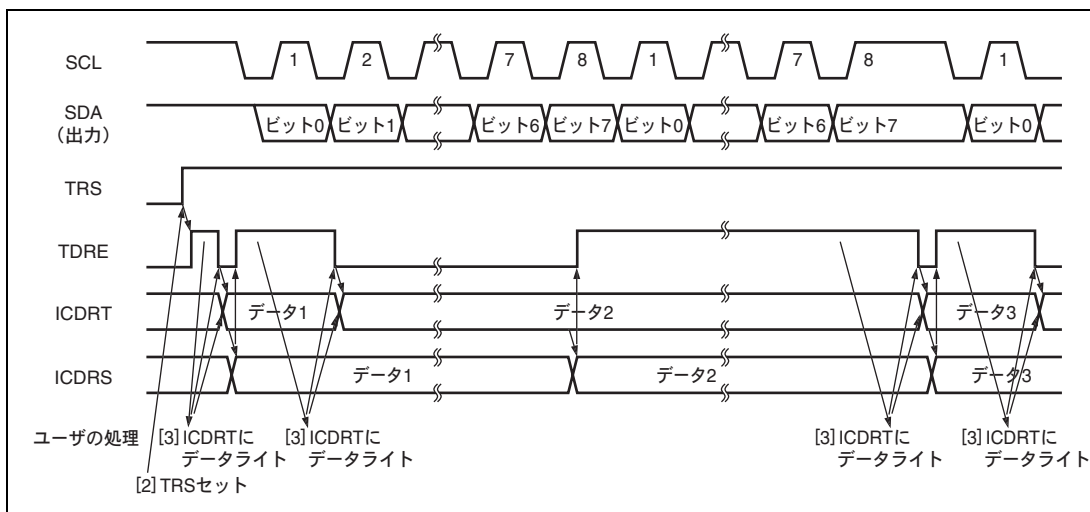 SCL 1 2 7 8 1 7 8 1
SDA
（出力） ビット0 ビット1 ビット6 ビット7 ビット0 ビット6 ビット7 ビット0
TRS
TDRE
ICDRT データ1 データ2 データ3
ICDRS データ1 データ2 データ3
ユーザの処理 [3] ICDRTに [3] ICDRTに [3] ICDRTに [3] ICDRTに
データライト データライト データライト データライト
[2] TRSセット